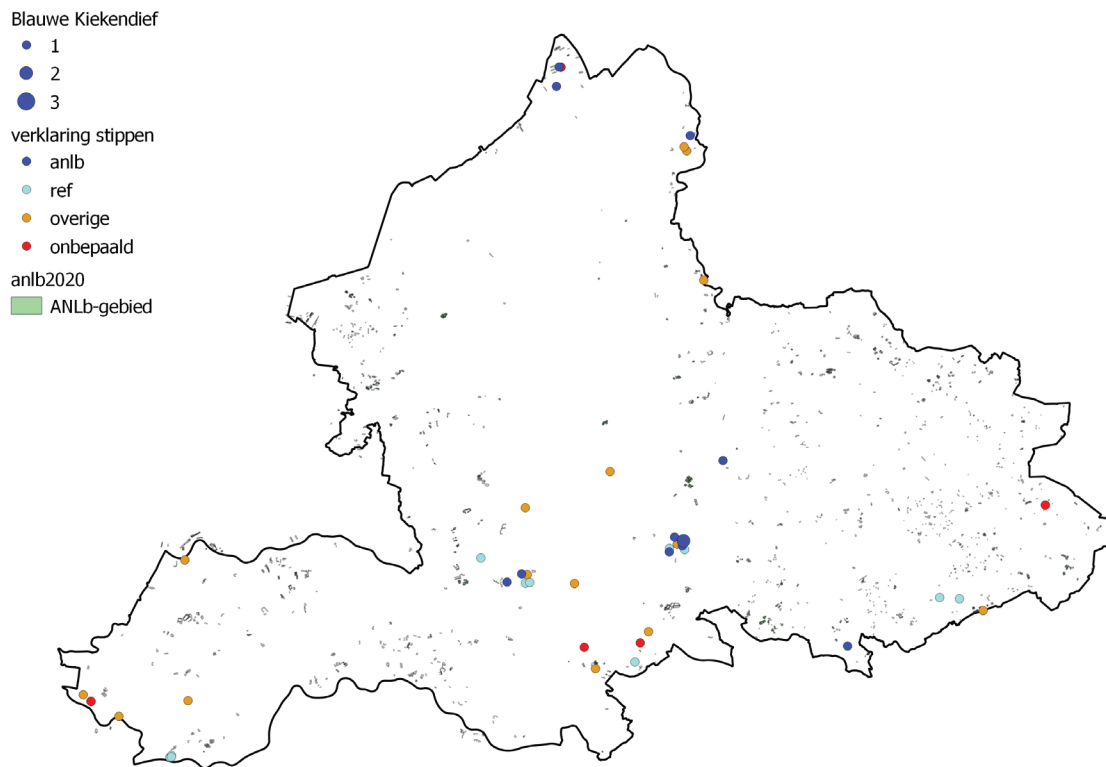 Blauwe Kiekendief
1
2
3
verklaring stippen
anlb
ref
overige
onbepaald
anlb2020
ANLb-gebied